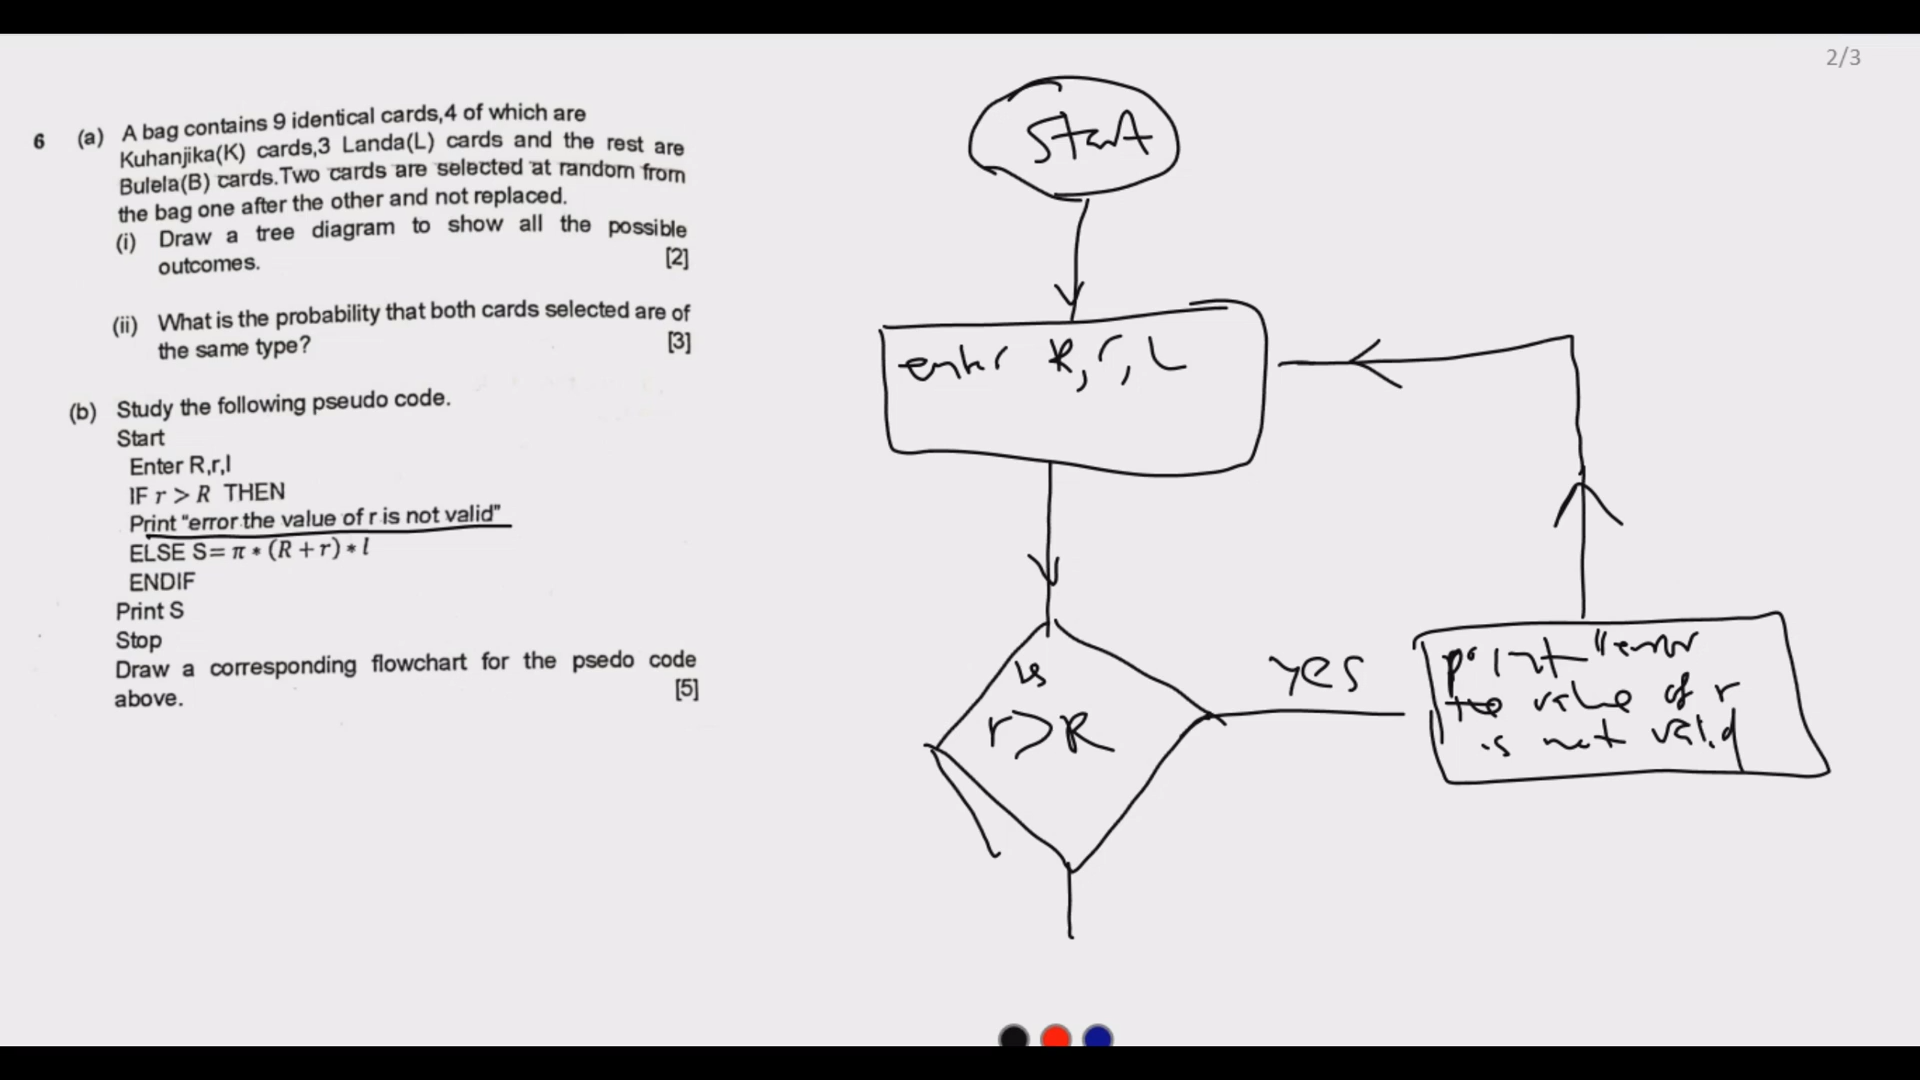 2/3
6 (a) A bag contains 9 identical cards,4 of which are
Kuhanjika(K) cards,3 Landa(L) cards and the rest are
Bulela(B) cards.Two cards are selected at random from
the bag one after the other and not replaced.
(i) Draw a tree diagram to show all the possible
outcomes. [2]
(ii) What is the probability that both cards selected are of
the same type? [3]
(b) Study the following pseudo code.
Start
Enter R,r,l
IF r > R THEN
Print “error the value of r is not valid”
ELSE S= π * (R + r) * l
ENDIF
Print S
Stop
Draw a corresponding flowchart for the psedo code
above. [5]
Start
enter R, r, L
is
r>R
yes
print "error
the value of r
is not valid